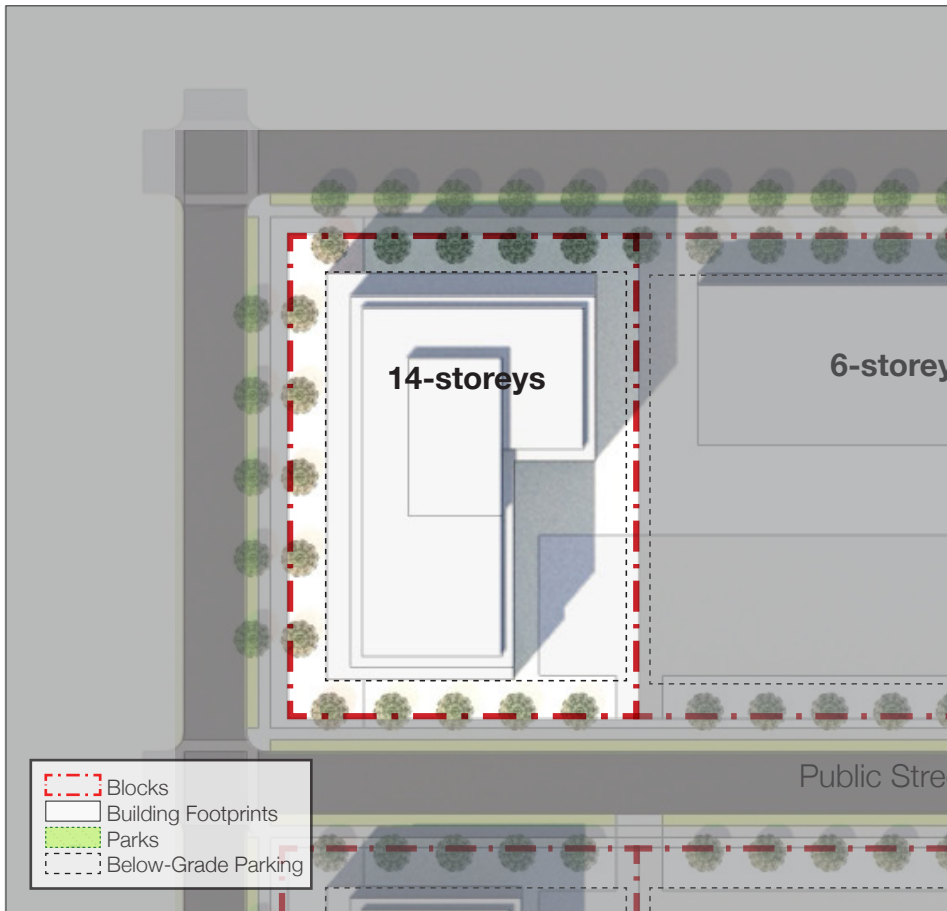 14-storeys
6-storey
Public Stre
Blocks
Building Footprints
Parks
Below-Grade Parking